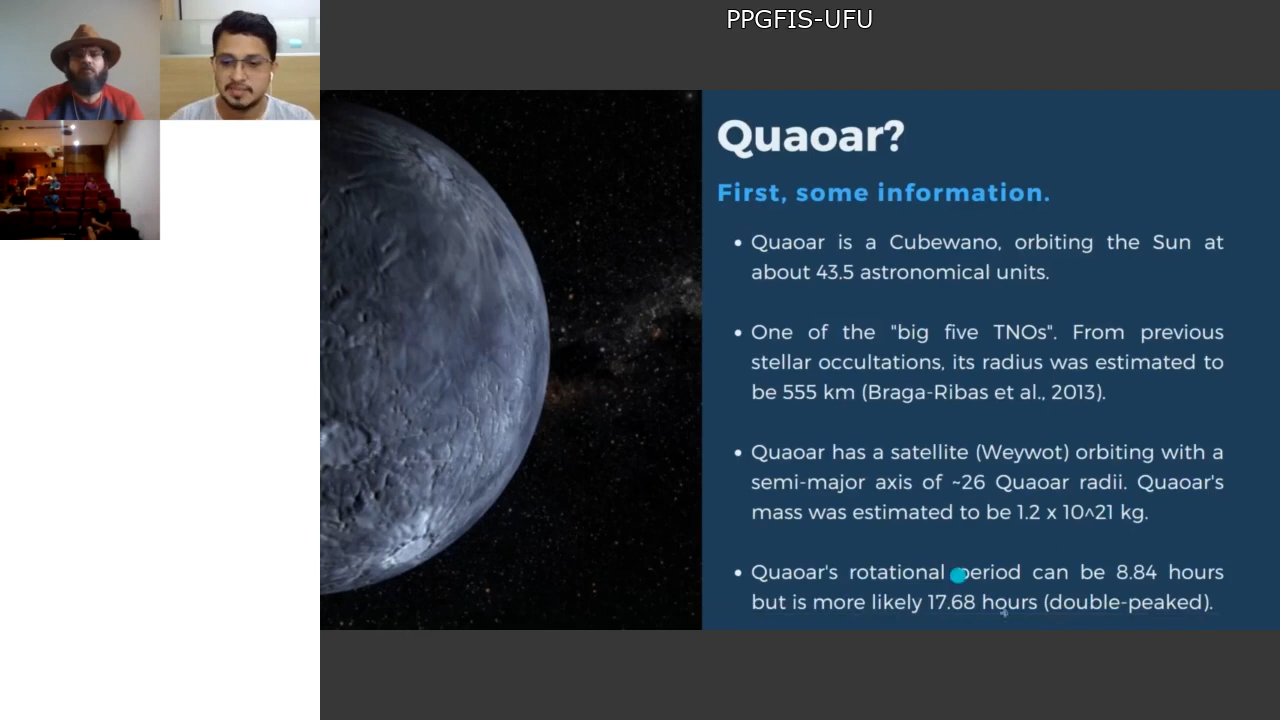 PPGFIS-UFU
Quaoar?
First, some information.
• Quaoar is a Cubewano, orbiting the Sun at
about 43.5 astronomical units.
• One of the "big five TNOs". From previous
stellar occultations, its radius was estimated to
be 555 km (Braga-Ribas et al., 2013).
• Quaoar has a satellite (Weywot) orbiting with a
semi-major axis of ~26 Quaoar radii. Quaoar's
mass was estimated to be 1.2 x 10^21 kg.
• Quaoar's rotational period can be 8.84 hours
but is more likely 17.68 hours (double-peaked).